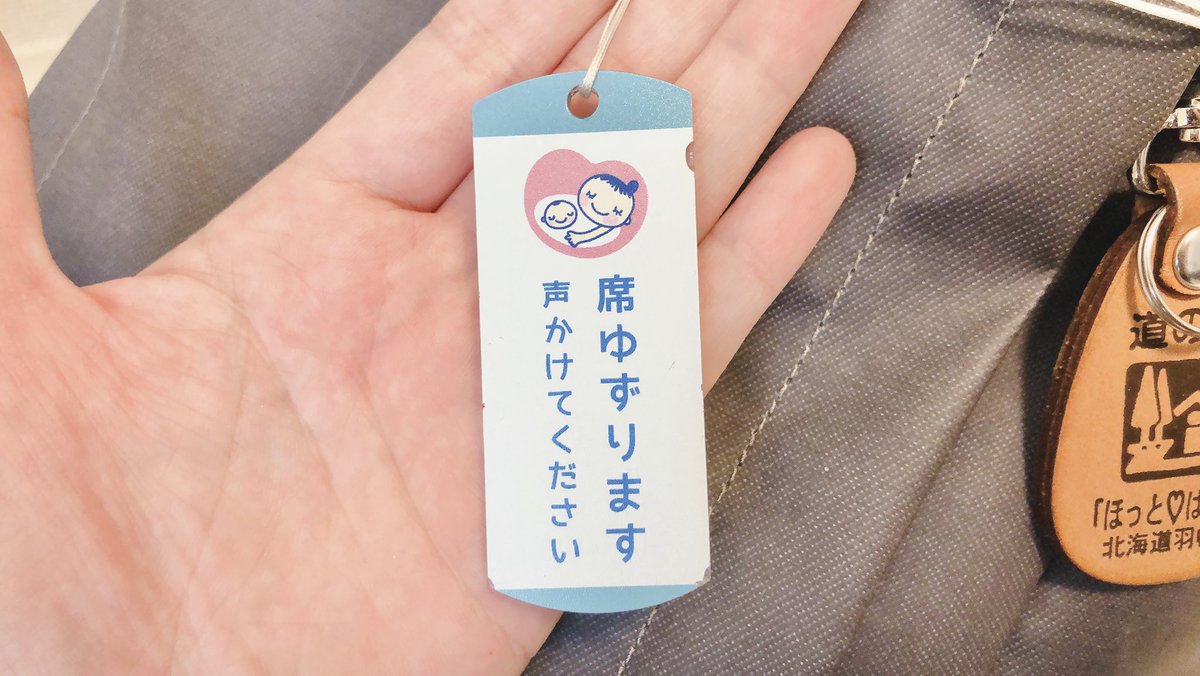 席ゆずります
声かけてください
道の
「ほっと♡は
北海道羽